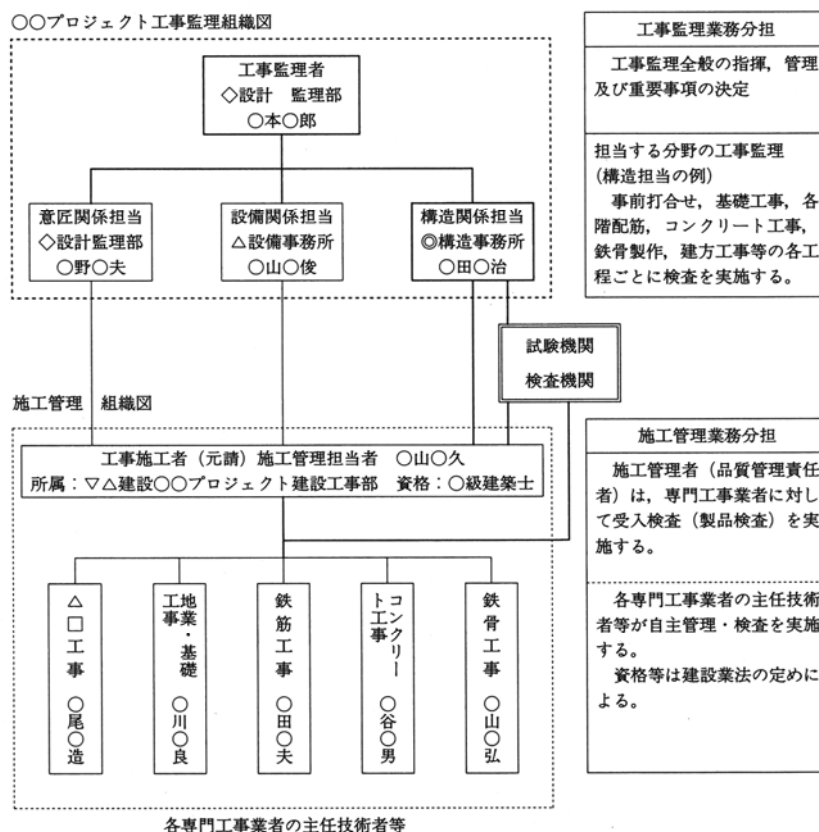 ○○プロジェクト工事監理組織図
工事監理者
◇設計　監理部
○本○郎
意匠関係担当
◇設計監理部
○野○夫
設備関係担当
△設備事務所
○山○俊
構造関係担当
◎構造事務所
○田○治
試験機関
検査機関
施工管理　組織図
工事施工者（元請）施工管理担当者　○山○久
所属：▽△建設○○プロジェクト建設工事部　資格：○級建築士
△□工事　○尾○造
地業・基礎
工事　○川○良
鉄筋工事　○田○夫
コンクリー
ト工事　○谷○男
鉄骨工事　○山○弘
各専門工事業者の主任技術者等
工事監理業務分担
工事監理全般の指揮，管理
及び重要事項の決定
担当する分野の工事監理
(構造担当の例)
事前打合せ，基礎工事，各
階配筋，コンクリート工事，
鉄骨製作，建方工事等の各工
程ごとに検査を実施する。
施工管理業務分担
施工管理者（品質管理責任
者）は，専門工事業者に対し
て受入検査（製品検査）を実
施する。
各専門工事業者の主任技術
者等が自主管理・検査を実施
する。
資格等は建設業法の定めに
よる。